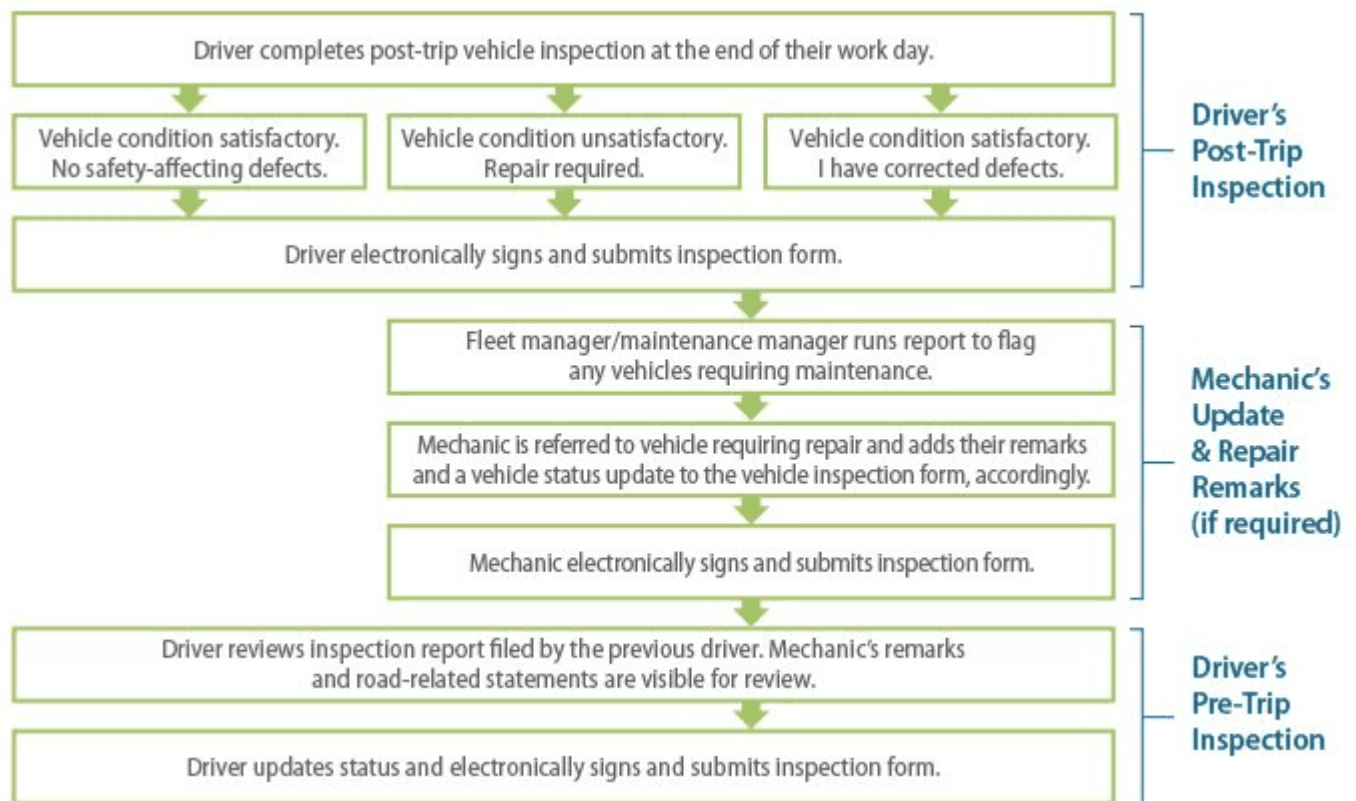 Driver completes post-trip vehicle inspection at the end of their work day.
Vehicle condition satisfactory.
No safety-affecting defects.
Vehicle condition unsatisfactory.
Repair required.
Vehicle condition satisfactory.
I have corrected defects.
Driver electronically signs and submits inspection form.
Driver's
Post-Trip
Inspection
Fleet manager/maintenance manager runs report to flag
any vehicles requiring maintenance.
Mechanic is referred to vehicle requiring repair and adds their remarks
and a vehicle status update to the vehicle inspection form, accordingly.
Mechanic electronically signs and submits inspection form.
Mechanic's
Update
& Repair
Remarks
(if required)
Driver reviews inspection report filed by the previous driver. Mechanic's remarks
and road-related statements are visible for review.
Driver updates status and electronically signs and submits inspection form.
Driver's
Pre-Trip
Inspection